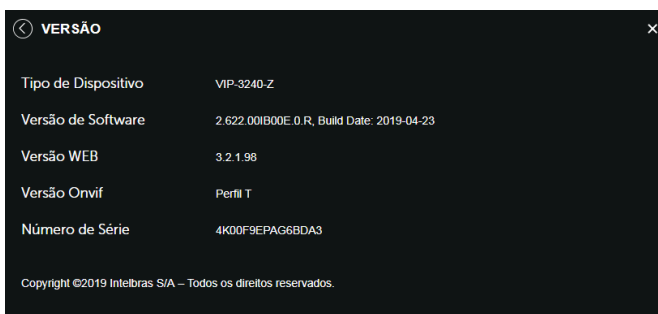 VERSÃO
Tipo de Dispositivo VIP-3240-Z
Versão de Software 2.622.00IB00E.0.R, Build Date: 2019-04-23
Versão WEB 3.2.1.98
Versão Onvif Perfil T
Número de Série 4K00F9EPAG6BDA3
Copyright ©2019 Intelbras S/A – Todos os direitos reservados.